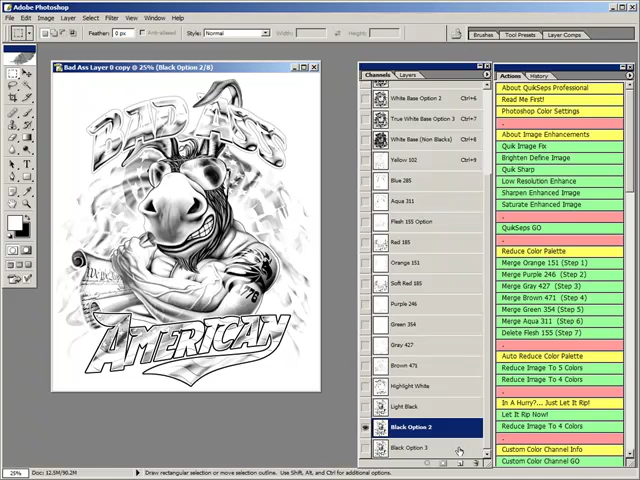 Adobe Photoshop
File Edit Image Layer Select Filter View Window Help
Feather: 0 px Anti-aliased Style: Normal Width: Height: Brushes Tool Presets Layer Comps
Bad Ass Layer 0 copy @ 25% (Black Option 2/8)
BAD ASS
We the
1776
AMERICAN
Channels Layers
White Base Option 2 Ctrl+6
True White Base Option 3 Ctrl+7
White Base (Non Blacks) Ctrl+8
Yellow 102 Ctrl+9
Blue 285
Aqua 311
Flesh 155 Option
Red 185
Orange 151
Soft Red 185
Purple 246
Green 354
Gray 427
Brown 471
Highlight White
Light Black
Black Option 2
Black Option 3
Actions History
About QuikSeps Professional
Read Me First!
Photoshop Color Settings
.
About Image Enhancements
Quik Image Fix
Brighten Define Image
Quik Sharp
Low Resolution Enhance
Sharpen Enhanced Image
Saturate Enhanced Image
.
QuikSeps GO
.
Reduce Color Palette
Merge Orange 151 (Step 1)
Merge Purple 246 (Step 2)
Merge Gray 427 (Step 3)
Merge Brown 471 (Step 4)
Merge Green 354 (Step 5)
Merge Aqua 311 (Step 6)
Delete Flesh 155 (Step 7)
.
Auto Reduce Color Palette
Reduce Image To 5 Colors
Reduce Image To 4 Colors
.
In A Hurry?... Just Let It Rip!
Let It Rip Now!
Reduce Image To 4 Colors
.
Custom Color Channel Info
Custom Color Channel GO
25% Doc: 12.5M/90.2M Draw rectangular selection or move selection outline. Use Shift, Alt, and Ctrl for additional options.